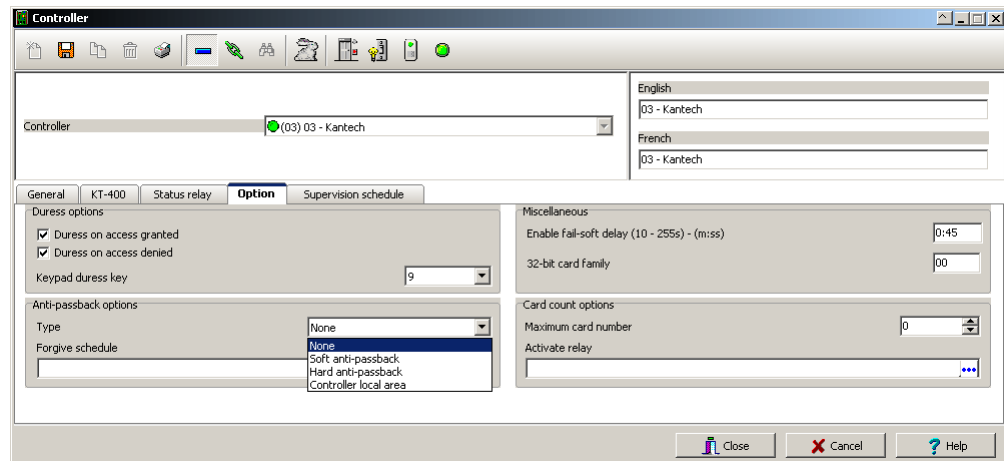 Controller
Controller
(03) 03 - Kantech
English
03 - Kantech
French
03 - Kantech
General
KT-400
Status relay
Option
Supervision schedule
Duress options
Duress on access granted
Duress on access denied
Keypad duress key
9
Miscellaneous
Enable fail-soft delay (10 - 255s) - (m:ss)
0:45
32-bit card family
00
Anti-passback options
Type
None
None
Soft anti-passback
Hard anti-passback
Controller local area
Forgive schedule
Card count options
Maximum card number
0
Activate relay
Close
Cancel
? Help